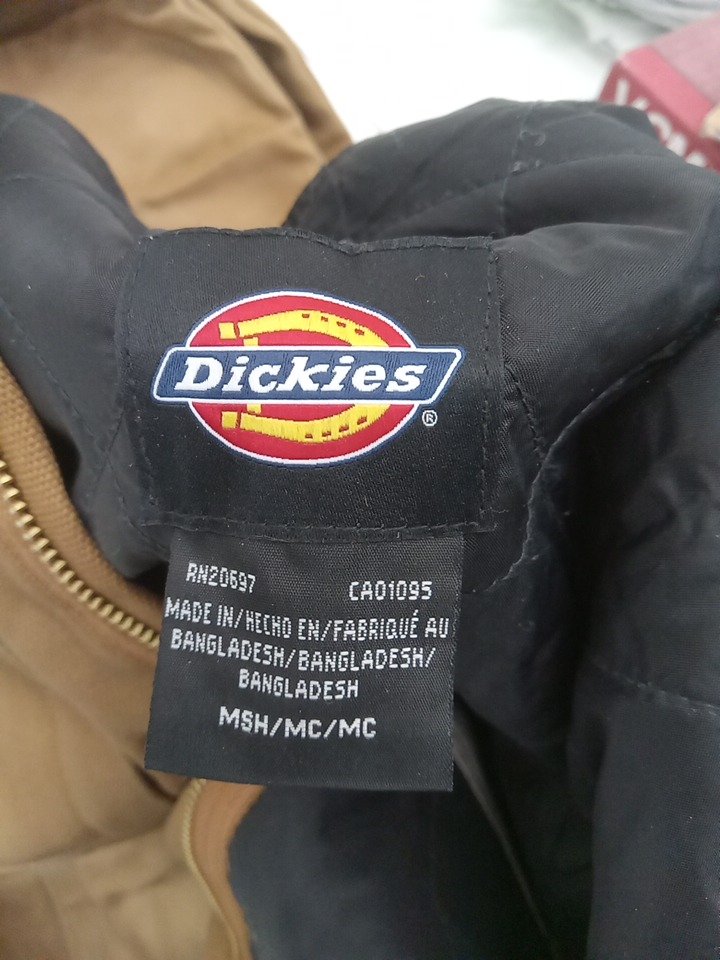 Dickies
®
RN20697 CA01095
MADE IN/HECHO EN/FABRIQUÉ AU
BANGLADESH/BANGLADESH/
BANGLADESH
MSH/MC/MC